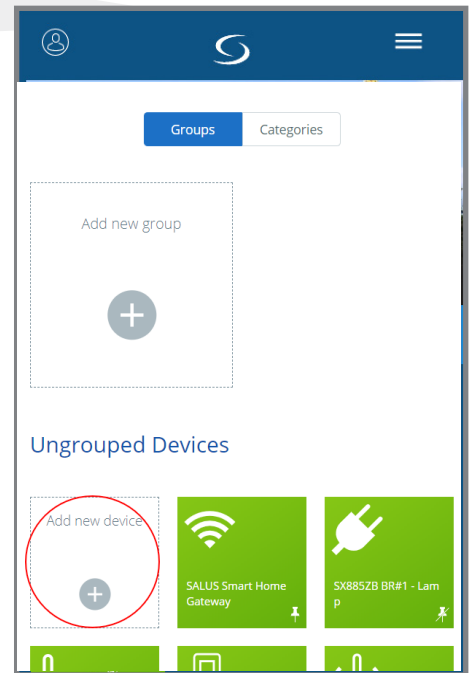 Groups
Categories
Add new group
Ungrouped Devices
Add new device
SALUS Smart Home
Gateway
SX885ZB BR#1 - Lam
p